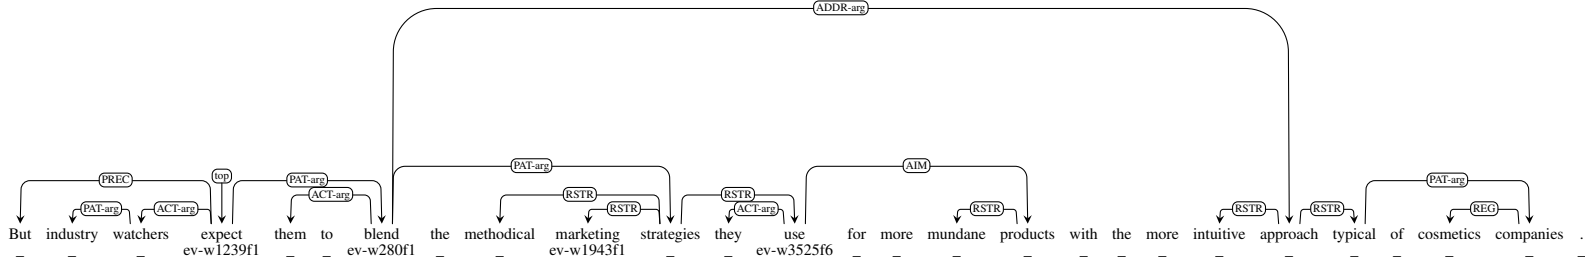 ADDR-arg
PAT-arg AIM
PREC top PAT-arg PAT-arg
ACT-arg RSTR RSTR
PAT-arg ACT-arg RSTR ACT-arg RSTR RSTR RSTR REG
But industry watchers expect them to blend the methodical marketing strategies they use for more mundane products with the more intuitive approach typical of cosmetics companies .
_ _ _ ev-w1239f1 _ _ ev-w280f1 _ _ ev-w1943f1 _ _ ev-w3525f6 _ _ _ _ _ _ _ _ _ _ _ _ _ _